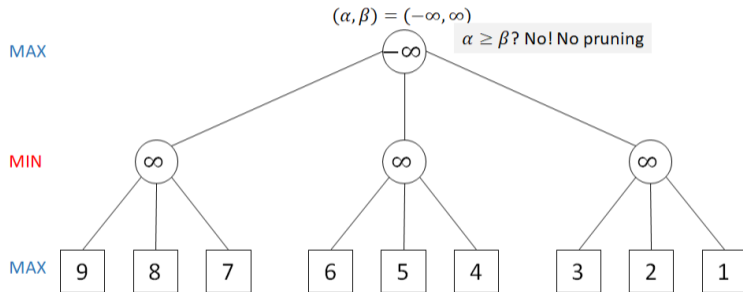 (α, β) = (−∞, ∞)
α ≥ β? No! No pruning
MAX
−∞
MIN
∞ ∞ ∞
MAX
9 8 7 6 5 4 3 2 1